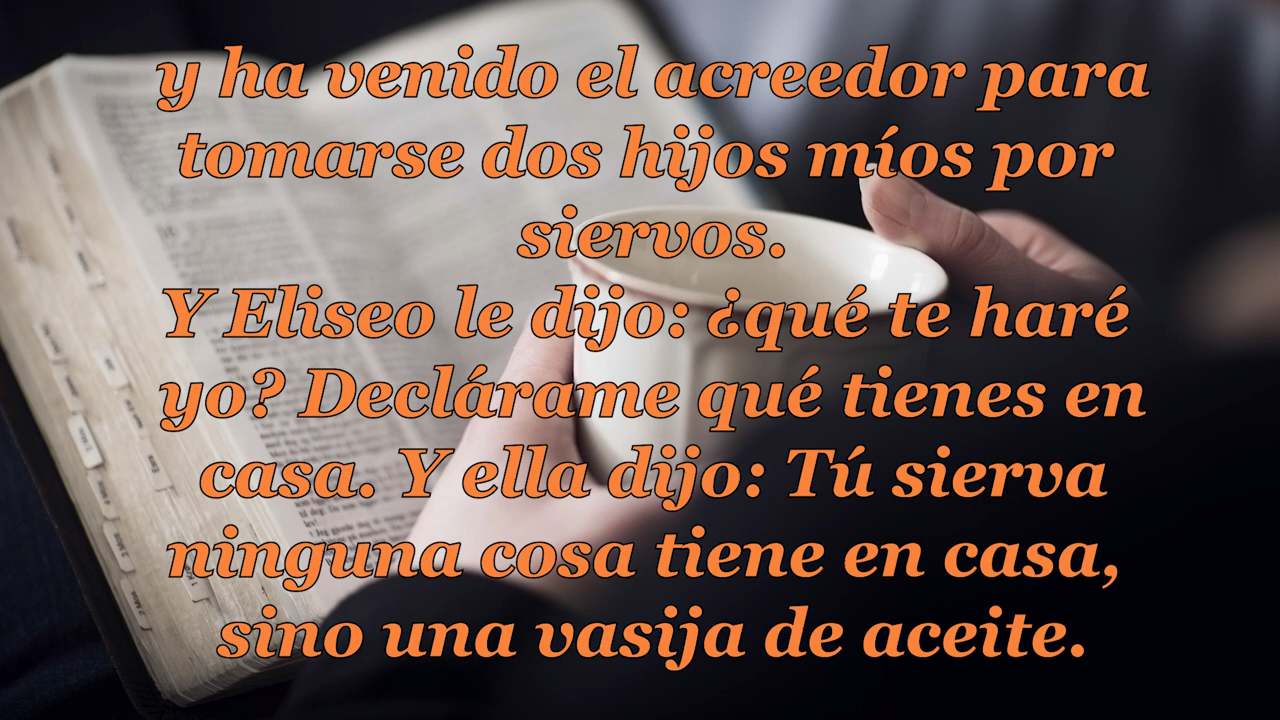 y ha venido el acreedor para
tomarse dos hijos míos por
siervos.
Y Eliseo le dijo: ¿qué te haré
yo? Declárame qué tienes en
casa. Y ella dijo: Tú sierva
ninguna cosa tiene en casa,
sino una vasija de aceite.